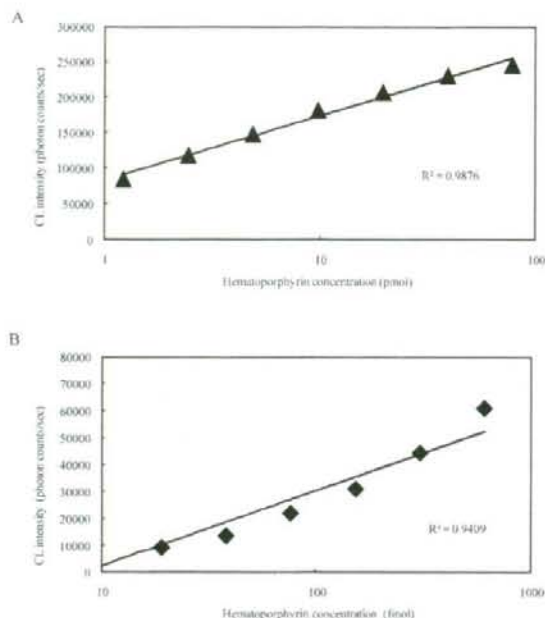 A
300000
250000
200000
150000
100000
50000
0
CL intensity (photon counts/sec)
R² = 0.9876
1 10 100
Hematoporphyrin concentration (pmol)
B
80000
70000
60000
50000
40000
30000
20000
10000
0
CL intensity (photon counts/sec)
R² = 0.9409
10 100 1000
Hematoporphyrin concentration (fmol)